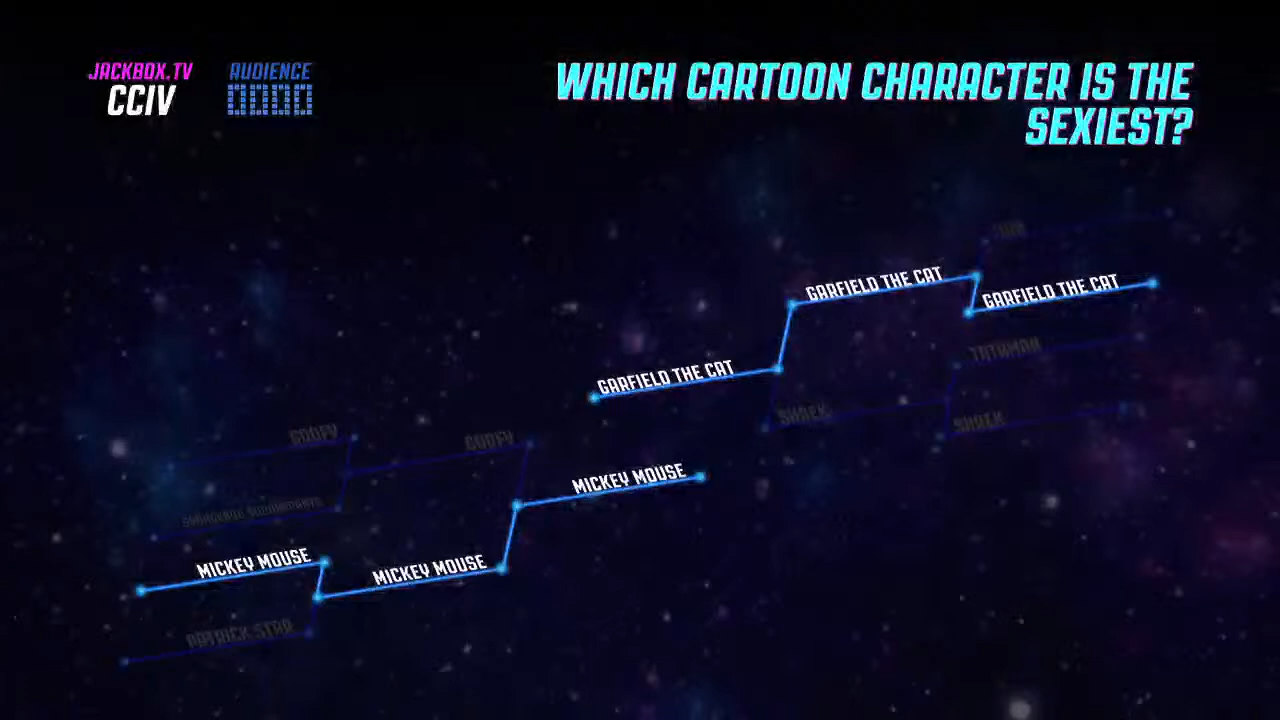 JACKBOX.TV
CCIV
AUDIENCE
WHICH CARTOON CHARACTER IS THE
SEXIEST?
GARFIELD THE CAT
GARFIELD THE CAT
GARFIELD THE CAT
SHREK
SHREK
GOOFY
GOOFY
MICKEY MOUSE
MICKEY MOUSE
MICKEY MOUSE
PATRICK STAR